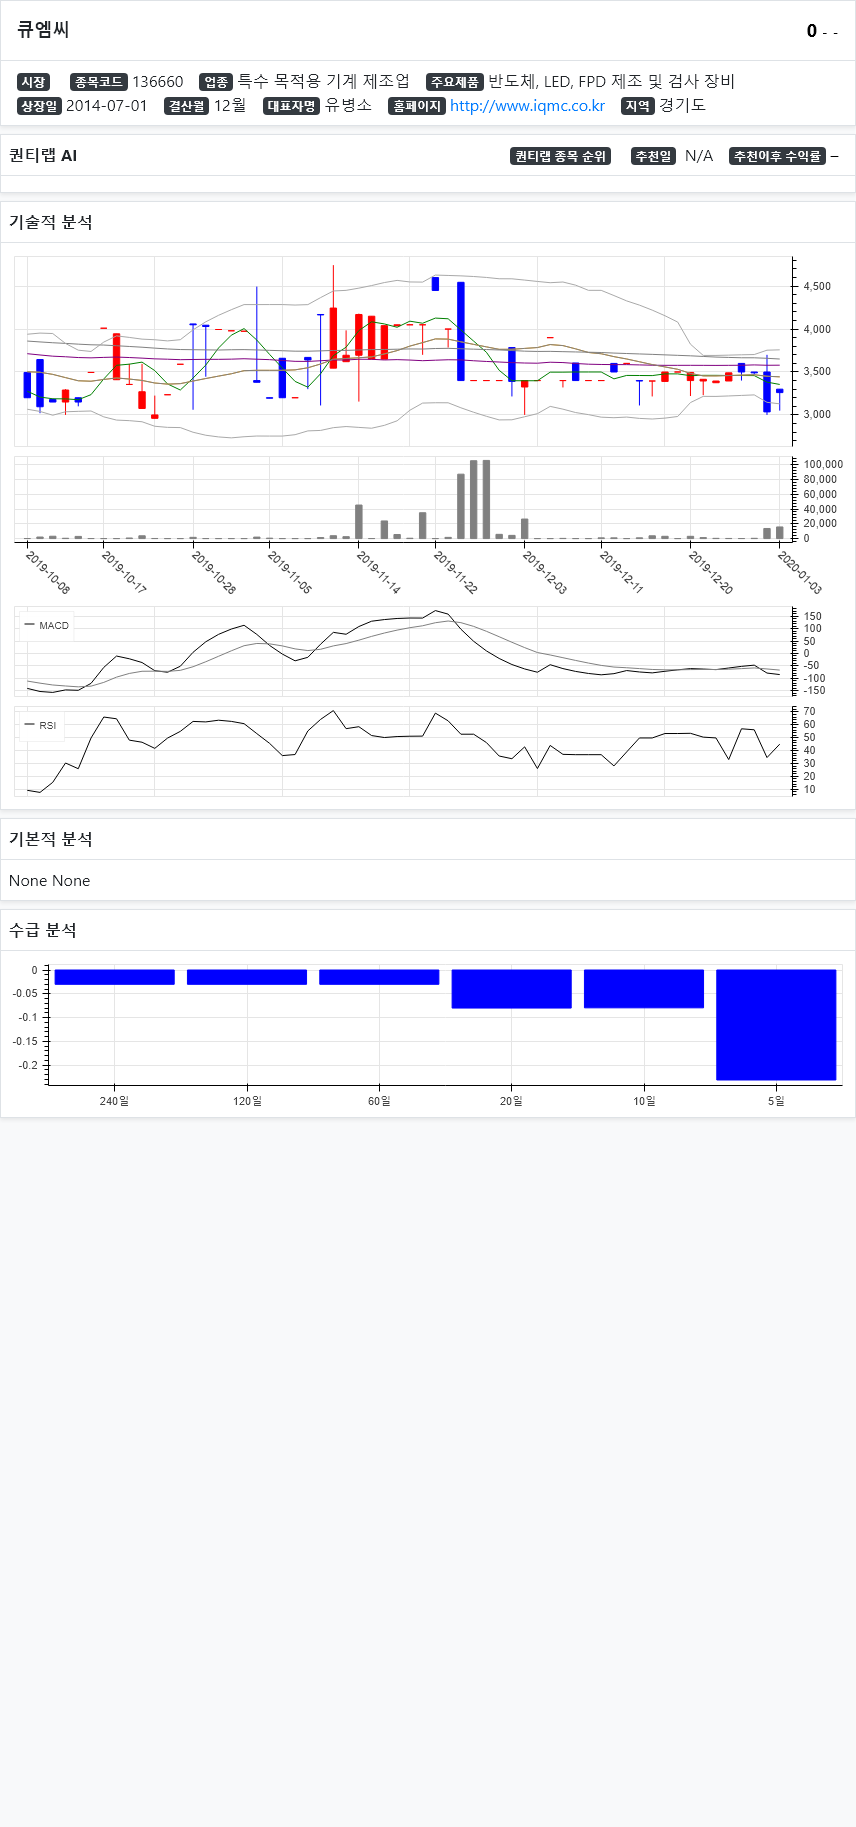 큐엠씨 0 - -
시장 종목코드 136660 업종 특수 목적용 기계 제조업 주요제품 반도체, LED, FPD 제조 및 검사 장비
상장일 2014-07-01 결산월 12월 대표자명 유병소 홈페이지 http://www.iqmc.co.kr 지역 경기도
퀀티랩 AI 퀀티랩 종목 순위 추천일 N/A 추천이후 수익률 –
기술적 분석
4,500
4,000
3,500
3,000
100,000
80,000
60,000
40,000
20,000
0
2019-10-08 2019-10-17 2019-10-28 2019-11-05 2019-11-14 2019-11-22 2019-12-03 2019-12-11 2019-12-20 2020-01-03
MACD
150
100
50
0
-50
-100
-150
RSI
70
60
50
40
30
20
10
기본적 분석
None None
수급 분석
0
-0.05
-0.1
-0.15
-0.2
240일 120일 60일 20일 10일 5일